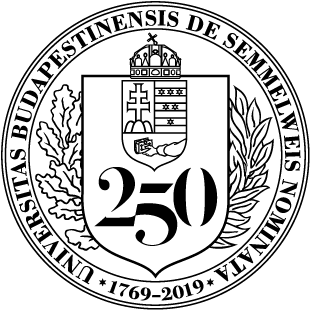 UNIVERSITAS BUDAPESTINENSIS DE SEMMELWEIS NOMINATA
250
*1769-2019*